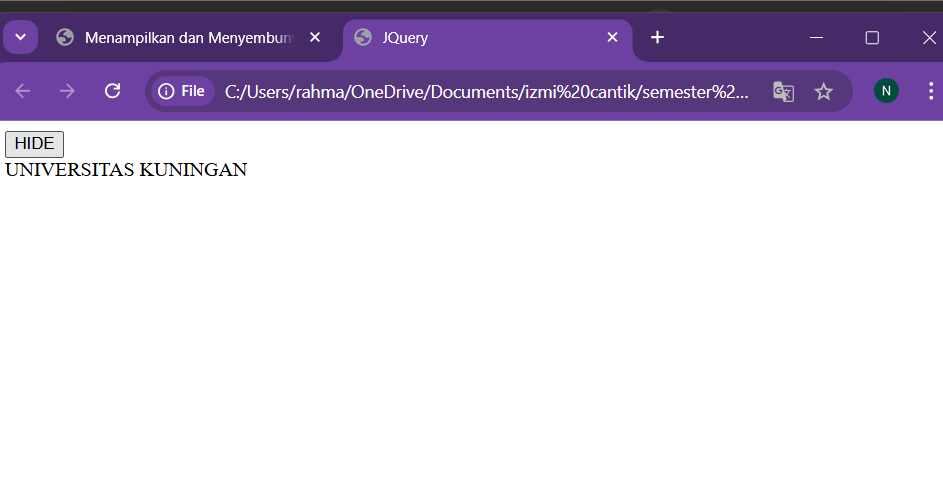 Menampilkan dan Menyembun
JQuery
File
C:/Users/rahma/OneDrive/Documents/izmi%20cantik/semester%2...
N
HIDE
UNIVERSITAS KUNINGAN